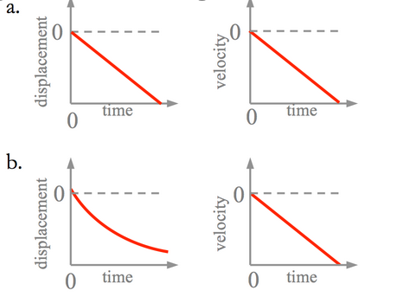 a.
displacement
0
0
time
velocity
0
0
time
b.
displacement
0
0
time
velocity
0
0
time